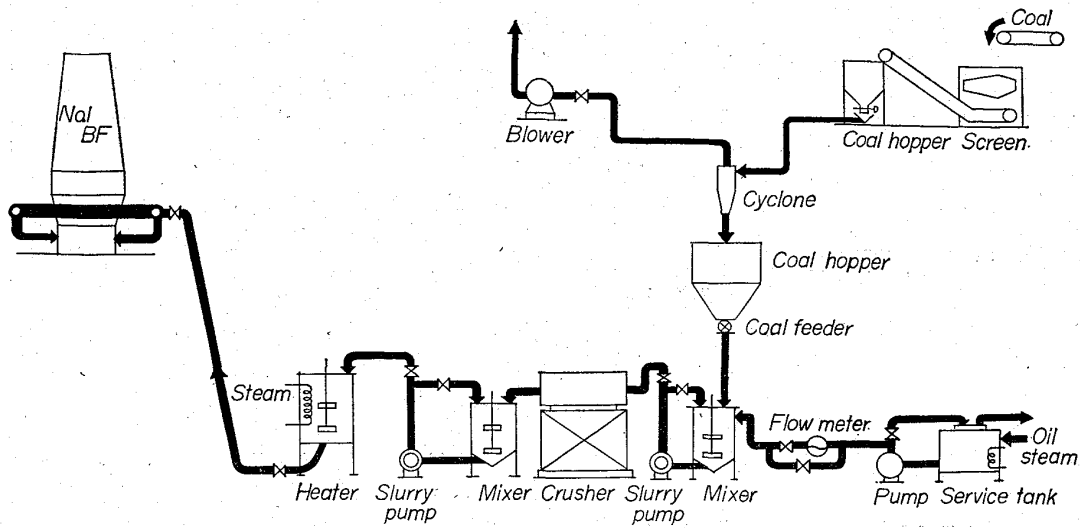 Coal
NaI
BF
Blower
Coal hopper Screen
Cyclone
Coal hopper
Coal feeder
Steam
Flow meter
Oil
steam
Heater
Slurry
pump
Mixer
Crusher
Slurry
pump
Mixer
Pump
Service tank